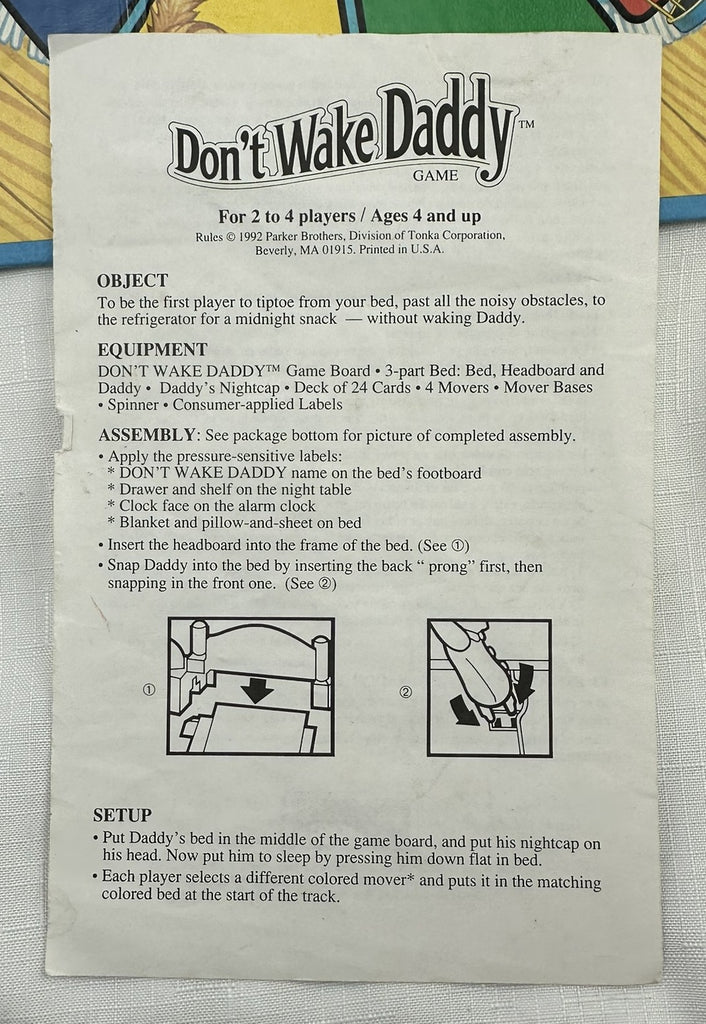 Don't Wake Daddy™
GAME
For 2 to 4 players / Ages 4 and up
Rules © 1992 Parker Brothers, Division of Tonka Corporation,
Beverly, MA 01915. Printed in U.S.A.
OBJECT
To be the first player to tiptoe from your bed, past all the noisy obstacles, to
the refrigerator for a midnight snack — without waking Daddy.
EQUIPMENT
DON'T WAKE DADDY™ Game Board • 3-part Bed: Bed, Headboard and
Daddy • Daddy's Nightcap • Deck of 24 Cards • 4 Movers • Mover Bases
• Spinner • Consumer-applied Labels
ASSEMBLY: See package bottom for picture of completed assembly.
• Apply the pressure-sensitive labels:
* DON'T WAKE DADDY name on the bed's footboard
* Drawer and shelf on the night table
* Clock face on the alarm clock
* Blanket and pillow-and-sheet on bed
• Insert the headboard into the frame of the bed. (See ①)
• Snap Daddy into the bed by inserting the back " prong" first, then
snapping in the front one. (See ②)
① ②
SETUP
• Put Daddy's bed in the middle of the game board, and put his nightcap on
his head. Now put him to sleep by pressing him down flat in bed.
• Each player selects a different colored mover* and puts it in the matching
colored bed at the start of the track.